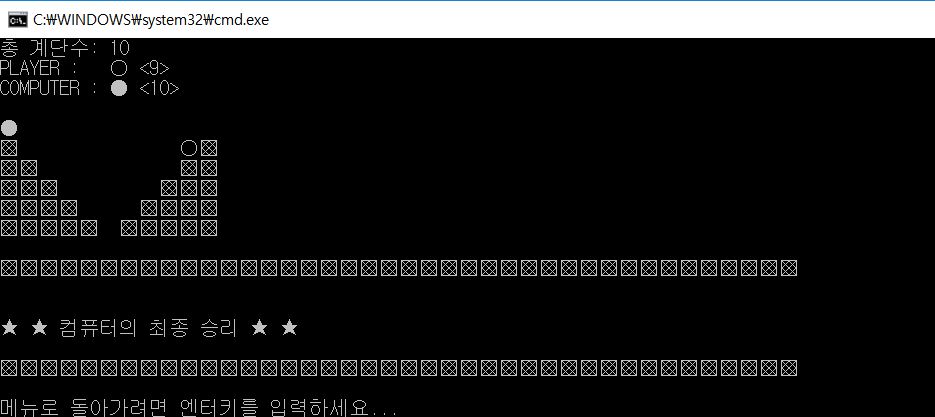 C:₩WINDOWS₩system32₩cmd.exe
총 계단수: 10
PLAYER : ○ <9>
COMPUTER : ● <10>
★ ★ 컴퓨터의 최종 승리 ★ ★
메뉴로 돌아가려면 엔터키를 입력하세요...